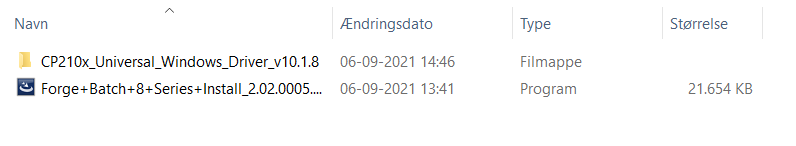 Navn Ændringsdato Type Størrelse
CP210x_Universal_Windows_Driver_v10.1.8 06-09-2021 14:46 Filmappe
Forge+Batch+8+Series+Install_2.02.0005.... 06-09-2021 13:41 Program 21.654 KB